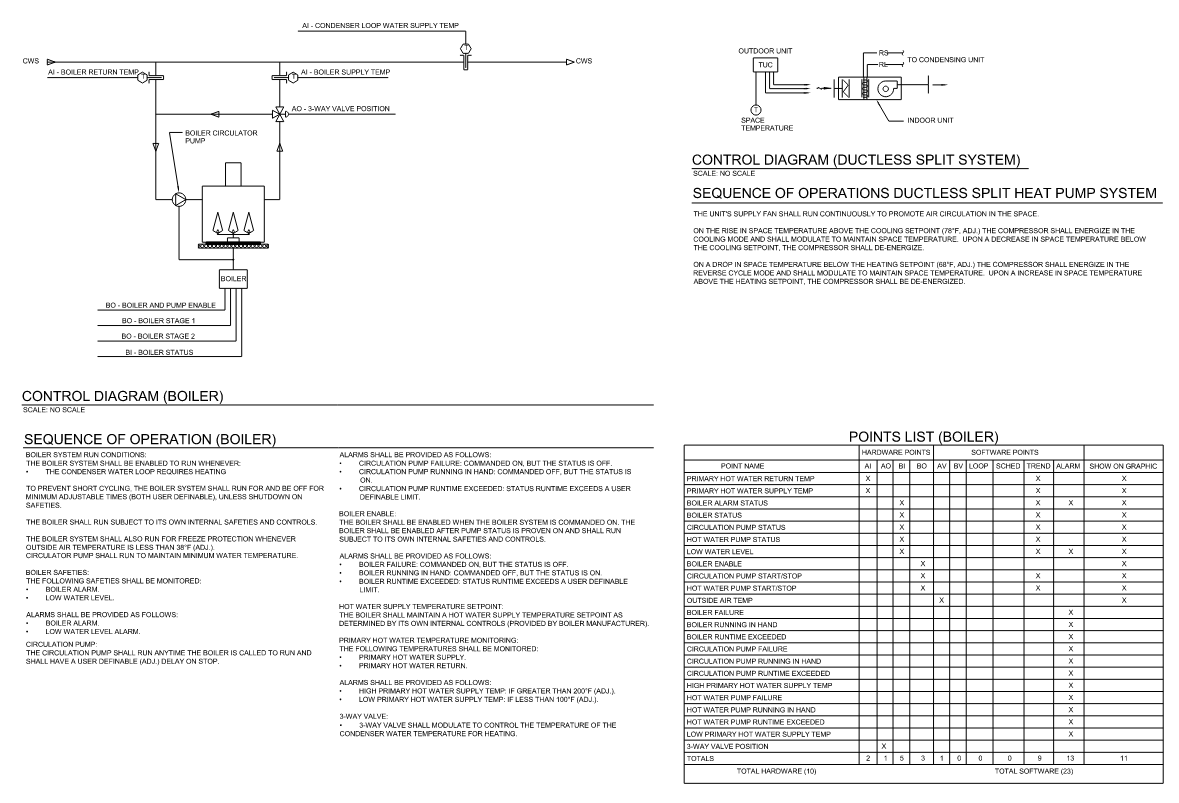 AI - CONDENSER LOOP WATER SUPPLY TEMP
T
CWS
CWS
AI - BOILER RETURN TEMP
T
T
AI - BOILER SUPPLY TEMP
AO - 3-WAY VALVE POSITION
BOILER CIRCULATOR
PUMP
BOILER
BO - BOILER AND PUMP ENABLE
BO - BOILER STAGE 1
BO - BOILER STAGE 2
BI - BOILER STATUS
CONTROL DIAGRAM (BOILER)
SCALE: NO SCALE
SEQUENCE OF OPERATION (BOILER)
BOILER SYSTEM RUN CONDITIONS:
THE BOILER SYSTEM SHALL BE ENABLED TO RUN WHENEVER:
• THE CONDENSER WATER LOOP REQUIRES HEATING
TO PREVENT SHORT CYCLING, THE BOILER SYSTEM SHALL RUN FOR AND BE OFF FOR
MINIMUM ADJUSTABLE TIMES (BOTH USER DEFINABLE), UNLESS SHUTDOWN ON
SAFETIES.
THE BOILER SHALL RUN SUBJECT TO ITS OWN INTERNAL SAFETIES AND CONTROLS.
THE BOILER SYSTEM SHALL ALSO RUN FOR FREEZE PROTECTION WHENEVER
OUTSIDE AIR TEMPERATURE IS LESS THAN 38°F (ADJ.).
CIRCULATOR PUMP SHALL RUN TO MAINTAIN MINIMUM WATER TEMPERATURE.
BOILER SAFETIES:
THE FOLLOWING SAFETIES SHALL BE MONITORED:
• BOILER ALARM.
• LOW WATER LEVEL.
ALARMS SHALL BE PROVIDED AS FOLLOWS:
• BOILER ALARM.
• LOW WATER LEVEL ALARM.
CIRCULATION PUMP:
THE CIRCULATION PUMP SHALL RUN ANYTIME THE BOILER IS CALLED TO RUN AND
SHALL HAVE A USER DEFINABLE (ADJ.) DELAY ON STOP.
ALARMS SHALL BE PROVIDED AS FOLLOWS:
• CIRCULATION PUMP FAILURE: COMMANDED ON, BUT THE STATUS IS OFF.
• CIRCULATION PUMP RUNNING IN HAND: COMMANDED OFF, BUT THE STATUS IS
ON.
• CIRCULATION PUMP RUNTIME EXCEEDED: STATUS RUNTIME EXCEEDS A USER
DEFINABLE LIMIT.
BOILER ENABLE:
THE BOILER SHALL BE ENABLED WHEN THE BOILER SYSTEM IS COMMANDED ON. THE
BOILER SHALL BE ENABLED AFTER PUMP STATUS IS PROVEN ON AND SHALL RUN
SUBJECT TO ITS OWN INTERNAL SAFETIES AND CONTROLS.
ALARMS SHALL BE PROVIDED AS FOLLOWS:
• BOILER FAILURE: COMMANDED ON, BUT THE STATUS IS OFF.
• BOILER RUNNING IN HAND: COMMANDED OFF, BUT THE STATUS IS ON.
• BOILER RUNTIME EXCEEDED: STATUS RUNTIME EXCEEDS A USER DEFINABLE
LIMIT.
HOT WATER SUPPLY TEMPERATURE SETPOINT:
THE BOILER SHALL MAINTAIN A HOT WATER SUPPLY TEMPERATURE SETPOINT AS
DETERMINED BY ITS OWN INTERNAL CONTROLS (PROVIDED BY BOILER MANUFACTURER).
PRIMARY HOT WATER TEMPERATURE MONITORING:
THE FOLLOWING TEMPERATURES SHALL BE MONITORED:
• PRIMARY HOT WATER SUPPLY.
• PRIMARY HOT WATER RETURN.
ALARMS SHALL BE PROVIDED AS FOLLOWS:
• HIGH PRIMARY HOT WATER SUPPLY TEMP: IF GREATER THAN 200°F (ADJ.).
• LOW PRIMARY HOT WATER SUPPLY TEMP: IF LESS THAN 100°F (ADJ.).
3-WAY VALVE:
• 3-WAY VALVE SHALL MODULATE TO CONTROL THE TEMPERATURE OF THE
CONDENSER WATER TEMPERATURE FOR HEATING.
OUTDOOR UNIT
TUC
T
SPACE
TEMPERATURE
RS
RL
TO CONDENSING UNIT
INDOOR UNIT
CONTROL DIAGRAM (DUCTLESS SPLIT SYSTEM)
SCALE: NO SCALE
SEQUENCE OF OPERATIONS DUCTLESS SPLIT HEAT PUMP SYSTEM
THE UNIT'S SUPPLY FAN SHALL RUN CONTINUOUSLY TO PROMOTE AIR CIRCULATION IN THE SPACE.
ON THE RISE IN SPACE TEMPERATURE ABOVE THE COOLING SETPOINT (78°F, ADJ.) THE COMPRESSOR SHALL ENERGIZE IN THE
COOLING MODE AND SHALL MODULATE TO MAINTAIN SPACE TEMPERATURE. UPON A DECREASE IN SPACE TEMPERATURE BELOW
THE COOLING SETPOINT, THE COMPRESSOR SHALL DE-ENERGIZE.
ON A DROP IN SPACE TEMPERATURE BELOW THE HEATING SETPOINT (68°F, ADJ.) THE COMPRESSOR SHALL ENERGIZE IN THE
REVERSE CYCLE MODE AND SHALL MODULATE TO MAINTAIN SPACE TEMPERATURE. UPON A INCREASE IN SPACE TEMPERATURE
ABOVE THE HEATING SETPOINT, THE COMPRESSOR SHALL BE DE-ENERGIZED.
POINTS LIST (BOILER)
HARDWARE POINTS SOFTWARE POINTS
POINT NAME AI AO BI BO AV BV LOOP SCHED TREND ALARM SHOW ON GRAPHIC
PRIMARY HOT WATER RETURN TEMP X X X
PRIMARY HOT WATER SUPPLY TEMP X X X
BOILER ALARM STATUS X X X X
BOILER STATUS X X X
CIRCULATION PUMP STATUS X X X
HOT WATER PUMP STATUS X X X
LOW WATER LEVEL X X X X
BOILER ENABLE X X
CIRCULATION PUMP START/STOP X X X
HOT WATER PUMP START/STOP X X X
OUTSIDE AIR TEMP X X
BOILER FAILURE X
BOILER RUNNING IN HAND X
BOILER RUNTIME EXCEEDED X
CIRCULATION PUMP FAILURE X
CIRCULATION PUMP RUNNING IN HAND X
CIRCULATION PUMP RUNTIME EXCEEDED X
HIGH PRIMARY HOT WATER SUPPLY TEMP X
HOT WATER PUMP FAILURE X
HOT WATER PUMP RUNNING IN HAND X
HOT WATER PUMP RUNTIME EXCEEDED X
LOW PRIMARY HOT WATER SUPPLY TEMP X
3-WAY VALVE POSITION X
TOTALS 2 1 5 3 1 0 0 0 9 13 11
TOTAL HARDWARE (10) TOTAL SOFTWARE (23)